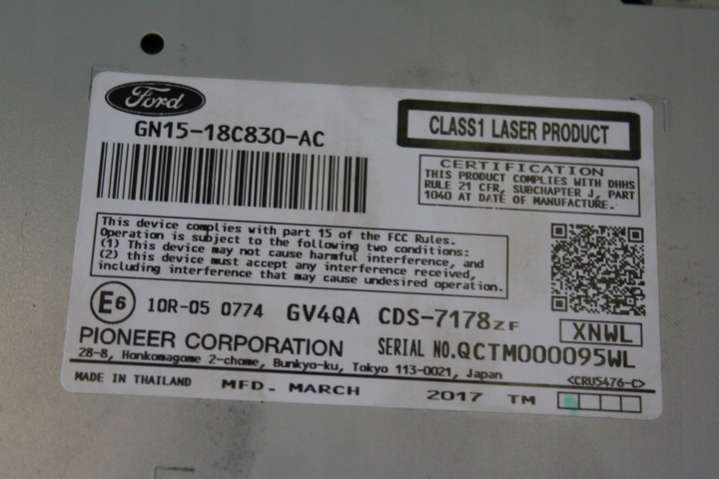 Ford
GN15-18C830-AC
CLASS1 LASER PRODUCT
CERTIFICATION
THIS PRODUCT COMPLIES WITH DHHS
RULE 21 CFR, SUBCHAPTER J, PART
1040 AT DATE OF MANUFACTURE.
This device complies with part 15 of the FCC Rules.
Operation is subject to the following two conditions:
(1) This device may not cause harmful interference, and
(2) this device must accept any interference received,
including interference that may cause undesired operation.
E6 10R-05 0774 GV4QA CDS-7178ZF
XNWL
PIONEER CORPORATION SERIAL NO.QCTM000095WL
28-8, Honkomagome 2-chome, Bunkyo-ku, Tokyo 113-0021, Japan
<CRU5476-C>
MADE IN THAILAND MFD. MARCH 2017 TM